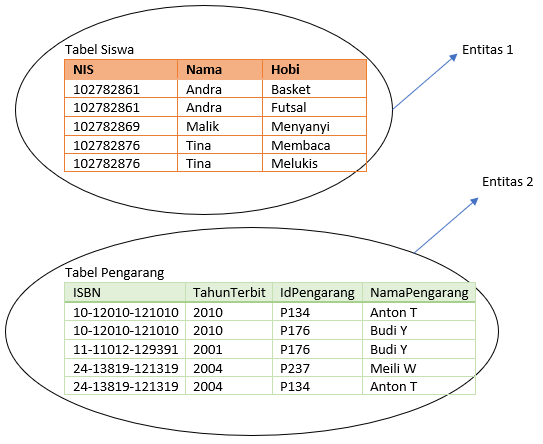 Tabel Siswa
Entitas 1
NIS Nama Hobi
102782861 Andra Basket
102782861 Andra Futsal
102782869 Malik Menyanyi
102782876 Tina Membaca
102782876 Tina Melukis
Entitas 2
Tabel Pengarang
ISBN TahunTerbit IdPengarang NamaPengarang
10-12010-121010 2010 P134 Anton T
10-12010-121010 2010 P176 Budi Y
11-11012-129391 2001 P176 Budi Y
24-13819-121319 2004 P237 Meili W
24-13819-121319 2004 P134 Anton T